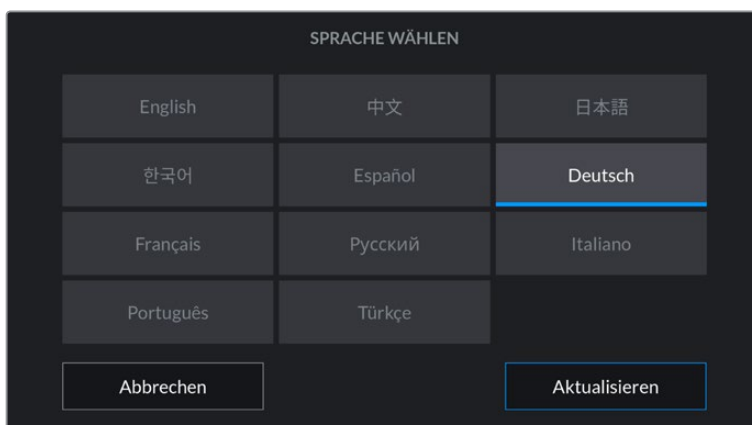 SPRACHE WÄHLEN
English 中文 日本語
한국어 Español Deutsch
Français Русский Italiano
Português Türkçe
Abbrechen Aktualisieren